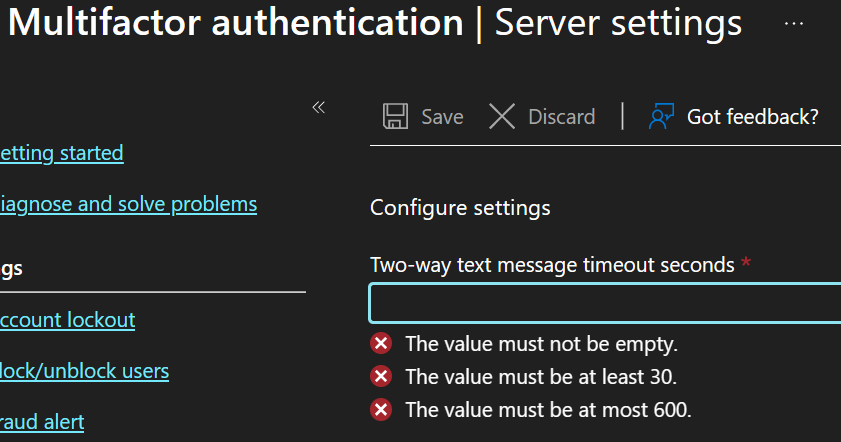 Multifactor authentication | Server settings ...
«
Save Discard | Got feedback?
etting started
iagnose and solve problems
gs
ccount lockout
lock/unblock users
raud alert
Configure settings
Two-way text message timeout seconds *
The value must not be empty.
The value must be at least 30.
The value must be at most 600.